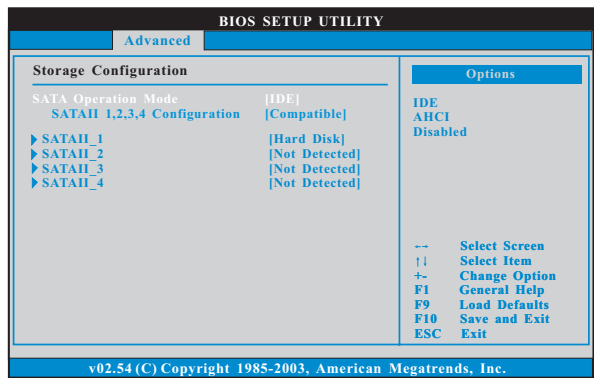 BIOS SETUP UTILITY
Advanced
Storage Configuration
SATA Operation Mode [IDE]
SATAII 1,2,3,4 Configuration [Compatible]
SATAII_1 [Hard Disk]
SATAII_2 [Not Detected]
SATAII_3 [Not Detected]
SATAII_4 [Not Detected]
Options
IDE
AHCI
Disabled
←→ Select Screen
↑↓ Select Item
+- Change Option
F1 General Help
F9 Load Defaults
F10 Save and Exit
ESC Exit
v02.54 (C) Copyright 1985-2003, American Megatrends, Inc.